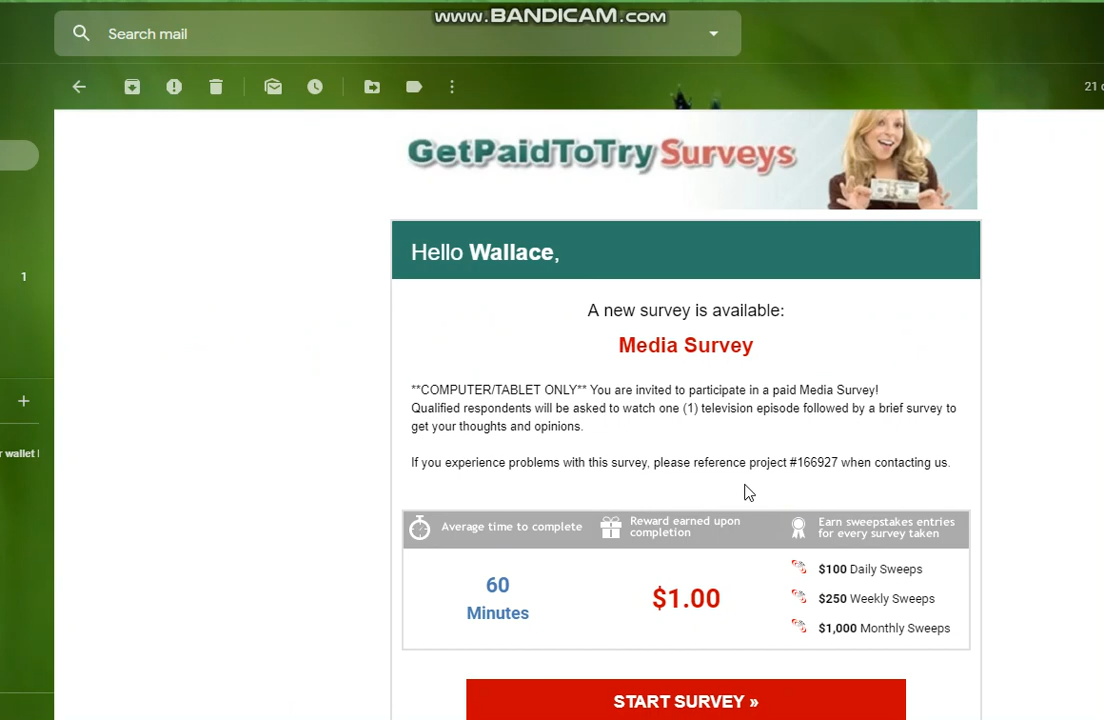 www.BANDICAM.com
Search mail
21 o
GetPaidToTrySurveys
Hello Wallace,
1
A new survey is available:
Media Survey
**COMPUTER/TABLET ONLY** You are invited to participate in a paid Media Survey!
Qualified respondents will be asked to watch one (1) television episode followed by a brief survey to
get your thoughts and opinions.
r wallet
If you experience problems with this survey, please reference project #166927 when contacting us.
Average time to complete
Reward earned upon
completion
Earn sweepstakes entries
for every survey taken
60
Minutes
$1.00
$100 Daily Sweeps
$250 Weekly Sweeps
$1,000 Monthly Sweeps
START SURVEY »